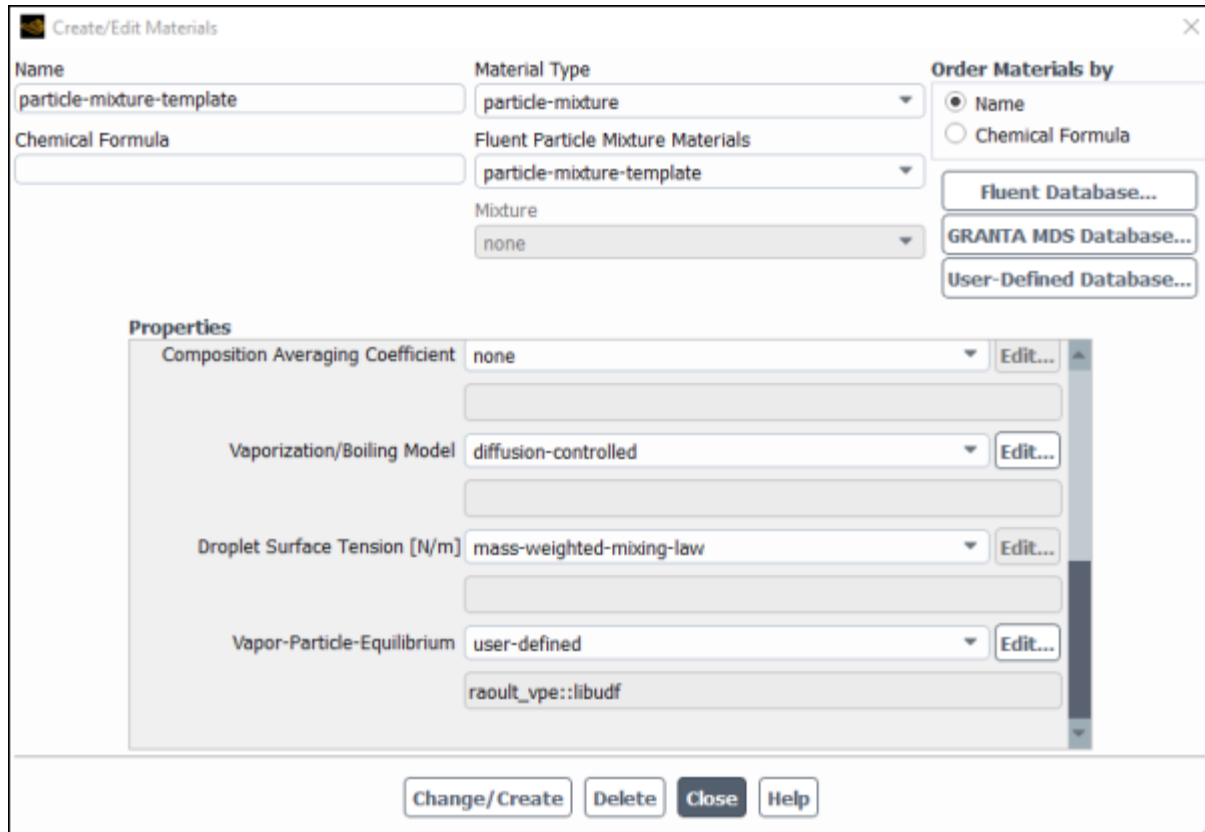 Create/Edit Materials
Name
particle-mixture-template
Chemical Formula
Material Type
particle-mixture
Fluent Particle Mixture Materials
particle-mixture-template
Mixture
none
Order Materials by
Name
Chemical Formula
Fluent Database...
GRANTA MDS Database...
User-Defined Database...
Properties
Composition Averaging Coefficient none Edit...
Vaporization/Boiling Model diffusion-controlled Edit...
Droplet Surface Tension [N/m] mass-weighted-mixing-law Edit...
Vapor-Particle-Equilibrium user-defined Edit...
raoult_vpe::libudf
Change/Create Delete Close Help